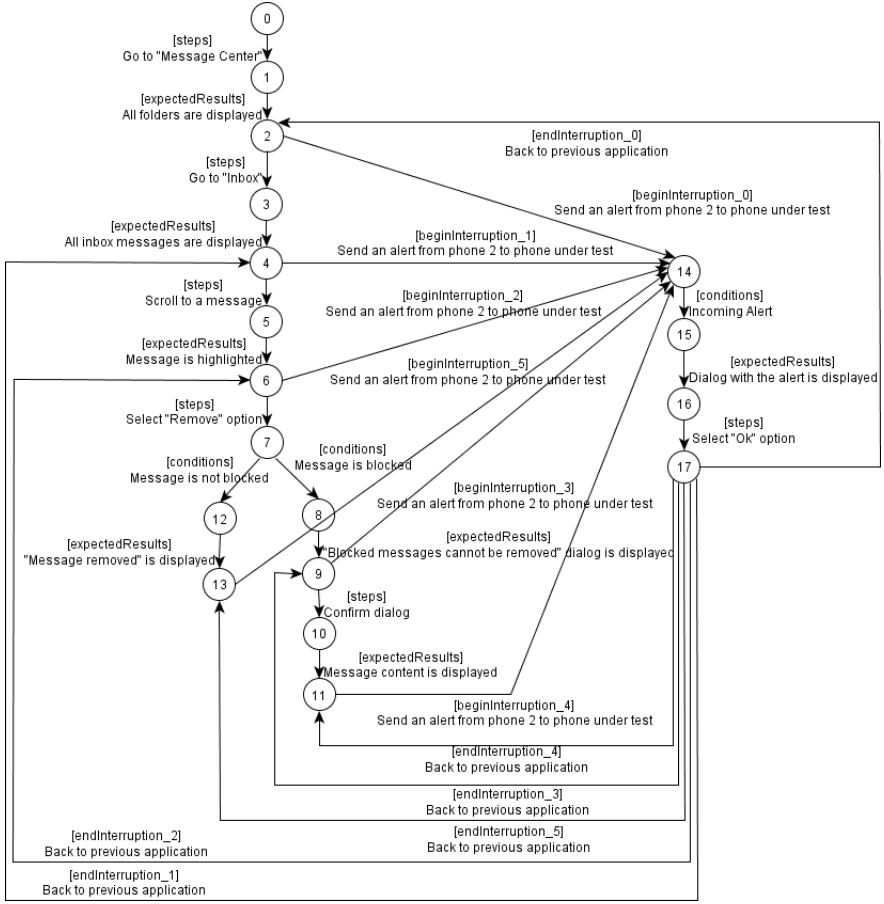 0
[steps]
Go to "Message Center"
1
[expectedResults]
All folders are displayed
2
[endInterruption_0]
Back to previous application
[steps]
Go to "Inbox"
[beginInterruption_0]
Send an alert from phone 2 to phone under test
3
[expectedResults]
All inbox messages are displayed
[beginInterruption_1]
Send an alert from phone 2 to phone under test
4
14
[steps]
Scroll to a message
[beginInterruption_2]
Send an alert from phone 2 to phone under test
[conditions]
Incoming Alert
5
15
[expectedResults]
Message is highlighted
[beginInterruption_5]
Send an alert from phone 2 to phone under test
[expectedResults]
Dialog with the alert is displayed
6
16
[steps]
Select "Remove" option
[steps]
Select "Ok" option
7
17
[conditions]
Message is not blocked
[conditions]
Message is blocked
[beginInterruption_3]
Send an alert from phone 2 to phone under test
12
8
[expectedResults]
"Message removed" is displayed
[expectedResults]
"Blocked messages cannot be removed" dialog is displayed
13
9
[steps]
Confirm dialog
10
[expectedResults]
Message content is displayed
11
[beginInterruption_4]
Send an alert from phone 2 to phone under test
[endInterruption_4]
Back to previous application
[endInterruption_3]
Back to previous application
[endInterruption_5]
Back to previous application
[endInterruption_2]
Back to previous application
[endInterruption_1]
Back to previous application